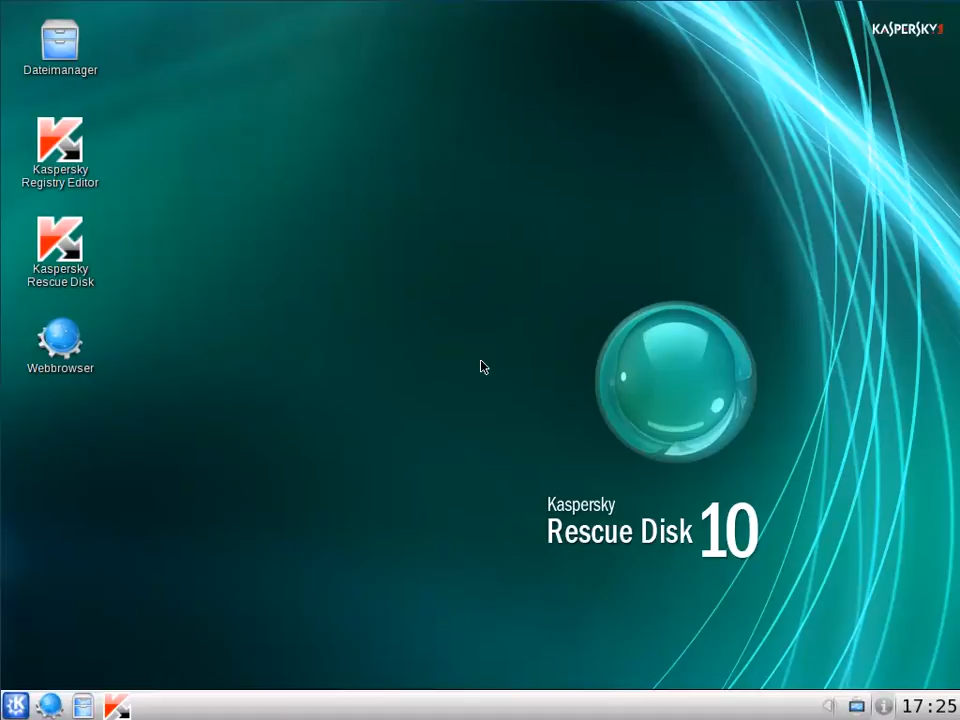 KASPERSKY
Dateimanager
Kaspersky
Registry Editor
Kaspersky
Rescue Disk
Webbrowser
Kaspersky
Rescue Disk 10
17:25